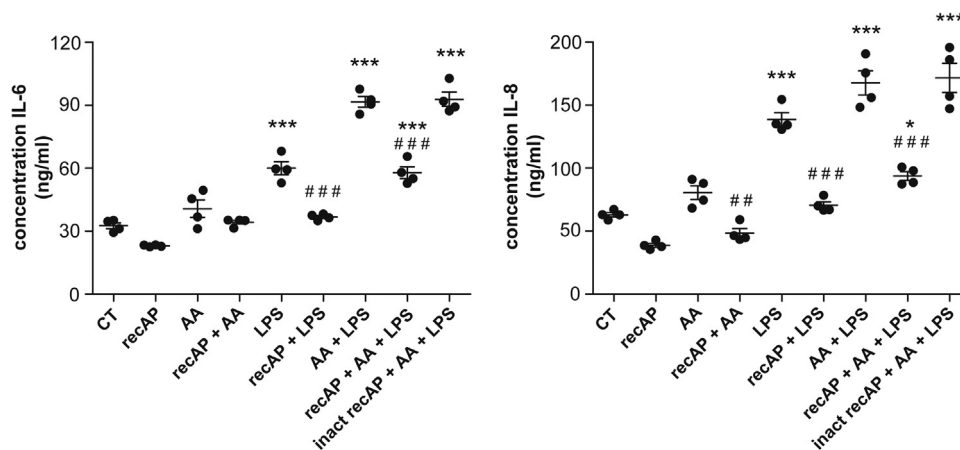 120
90
60
30
0
concentration IL-6
(ng/ml)
***
###
***
***
###
***
CT
recAP
AA
recAP + AA
LPS
recAP + LPS
AA + LPS
recAP + AA + LPS
inact recAP + AA + LPS
200
150
100
50
0
concentration IL-8
(ng/ml)
##
***
###
***
*
###
***
CT
recAP
AA
recAP + AA
LPS
recAP + LPS
AA + LPS
recAP + AA + LPS
inact recAP + AA + LPS